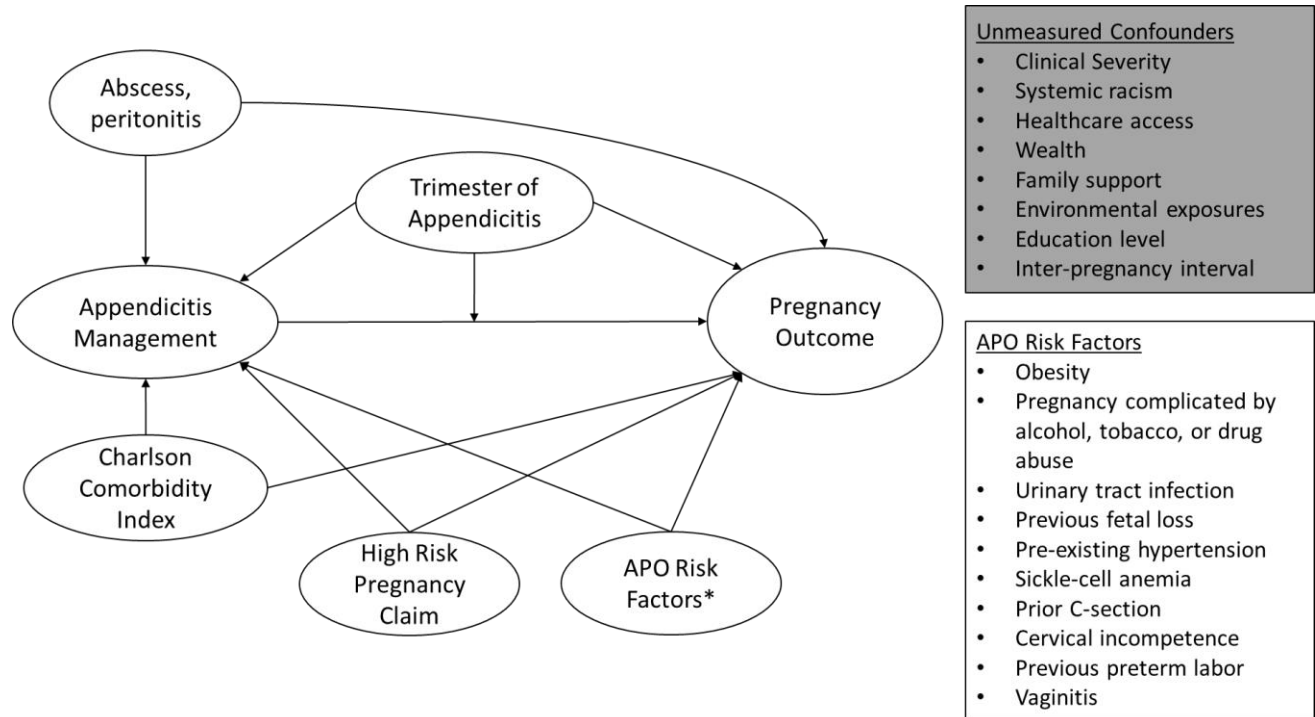 Abscess,
peritonitis
Trimester of
Appendicitis
Appendicitis
Management
Pregnancy
Outcome
Charlson
Comorbidity
Index
High Risk
Pregnancy
Claim
APO Risk
Factors*
Unmeasured Confounders
• Clinical Severity
• Systemic racism
• Healthcare access
• Wealth
• Family support
• Environmental exposures
• Education level
• Inter-pregnancy interval
APO Risk Factors
• Obesity
• Pregnancy complicated by
alcohol, tobacco, or drug
abuse
• Urinary tract infection
• Previous fetal loss
• Pre-existing hypertension
• Sickle-cell anemia
• Prior C-section
• Cervical incompetence
• Previous preterm labor
• Vaginitis